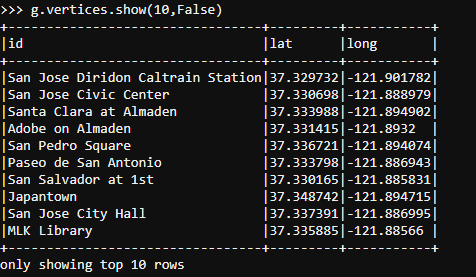 >>> g.vertices.show(10,False)
+---------------------------------+---------+-----------+
|id                               |lat      |long       |
+---------------------------------+---------+-----------+
|San Jose Diridon Caltrain Station|37.329732|-121.901782|
|San Jose Civic Center            |37.330698|-121.888979|
|Santa Clara at Almaden           |37.333988|-121.894902|
|Adobe on Almaden                 |37.331415|-121.8932  |
|San Pedro Square                 |37.336721|-121.894074|
|Paseo de San Antonio             |37.333798|-121.886943|
|San Salvador at 1st              |37.330165|-121.885831|
|Japantown                        |37.348742|-121.894715|
|San Jose City Hall               |37.337391|-121.886995|
|MLK Library                      |37.335885|-121.88566 |
+---------------------------------+---------+-----------+
only showing top 10 rows